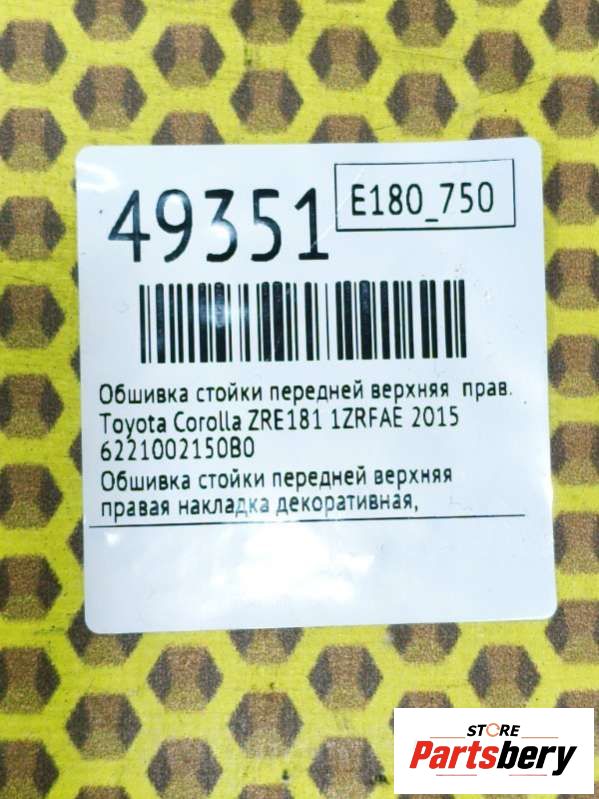 49351
E180_750
Обшивка стойки передней верхняя прав.
Toyota Corolla ZRE181 1ZRFAE 2015
6221002150B0
Обшивка стойки передней верхняя
правая накладка декоративная,
STORE
Partsbery